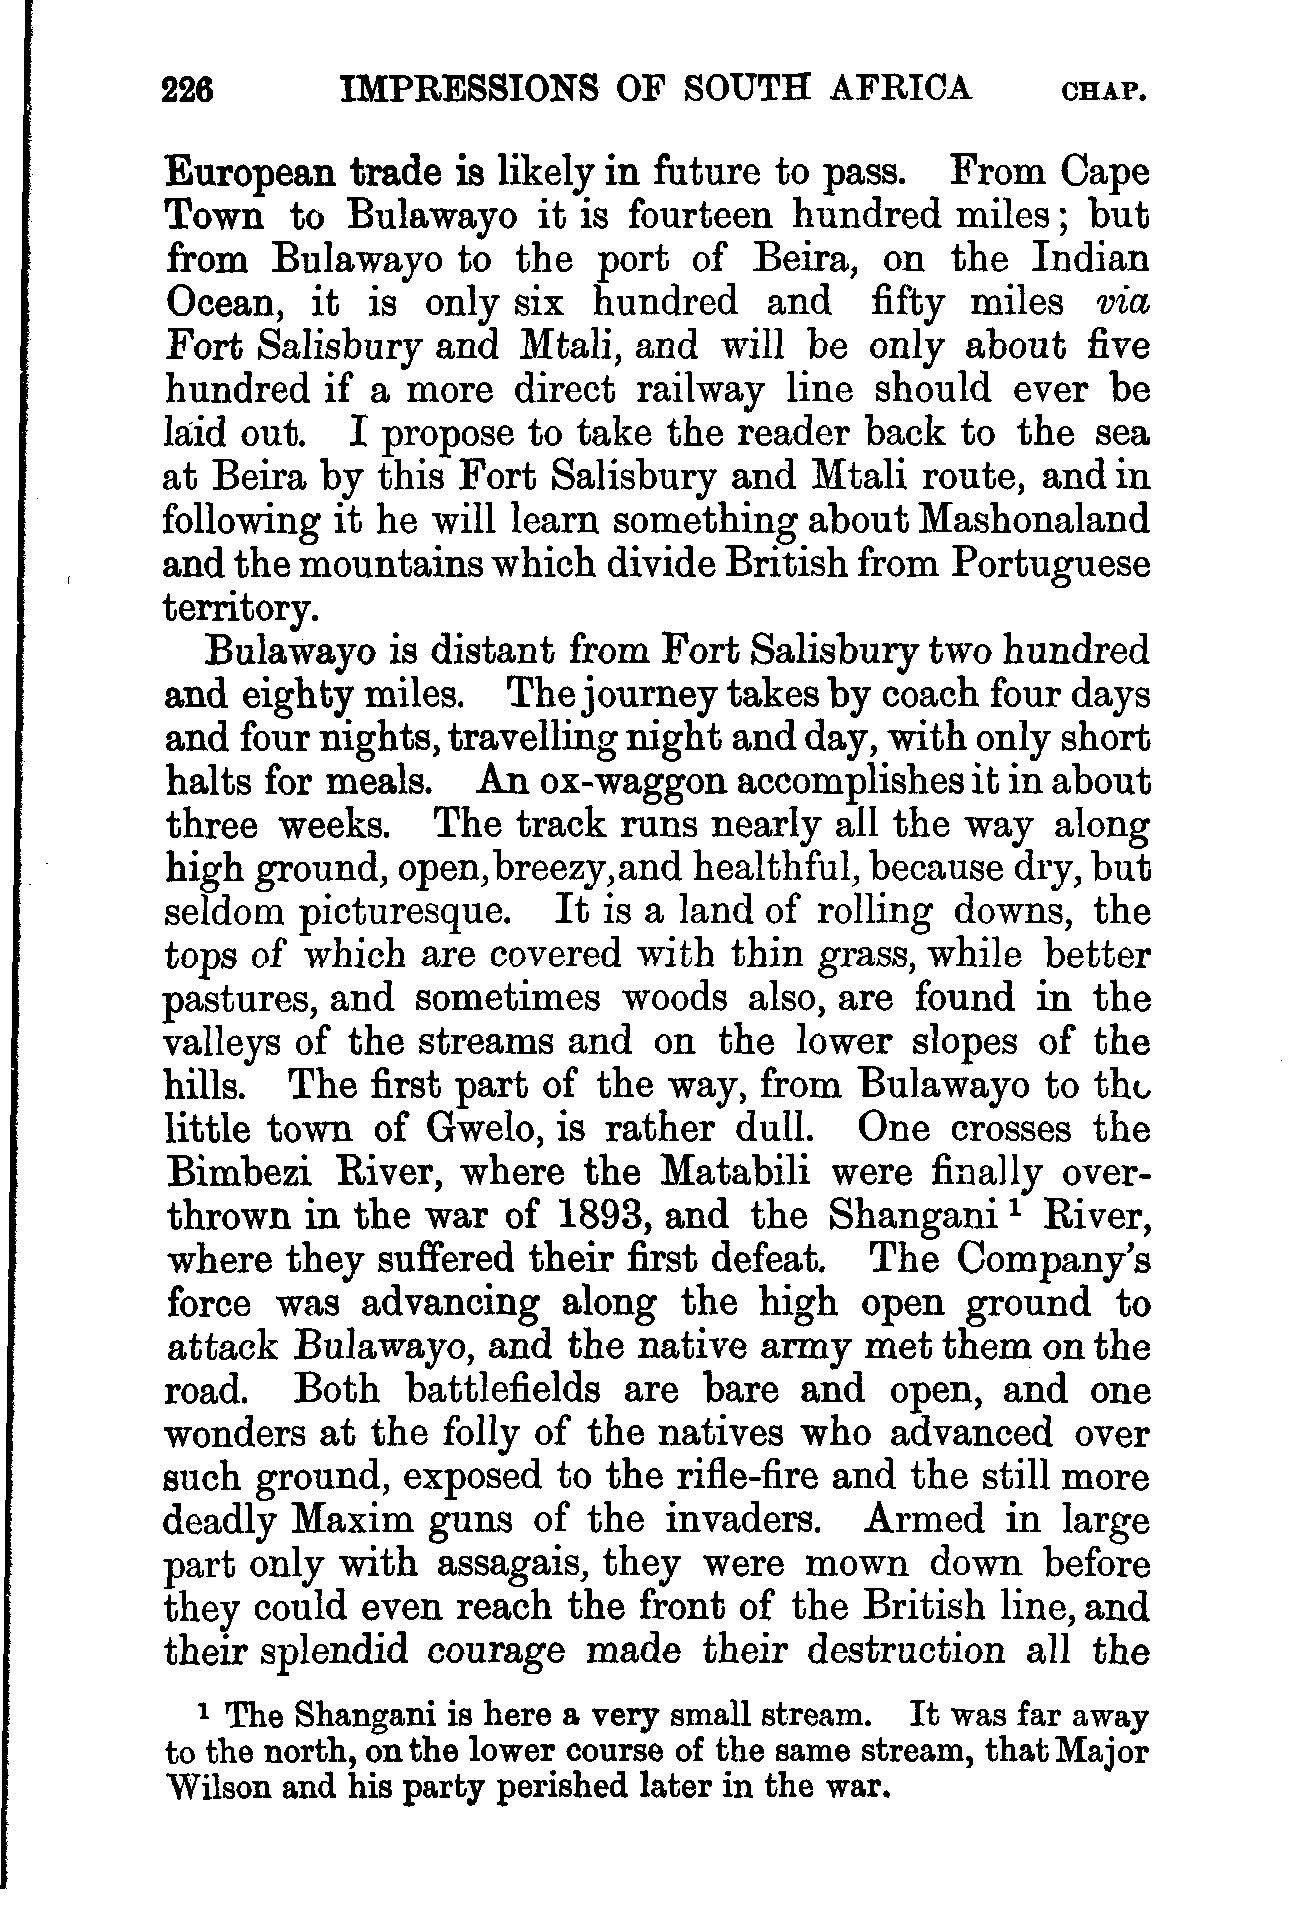 226 IMPRESSIONS OF SOUTH AFRICA CHAP.
European trade is likely in future to pass. From Cape
Town to Bulawayo it is fourteen hundred miles; but
from Bulawayo to the port of Beira, on the Indian
Ocean, it is only six hundred and fifty miles via
Fort Salisbury and Mtali, and will be only about five
hundred if a more direct railway line should ever be
laid out. I propose to take the reader back to the sea
at Beira by this Fort Salisbury and Mtali route, and in
following it he will learn something about Mashonaland
and the mountains which divide British from Portuguese
territory.
Bulawayo is distant from Fort Salisbury two hundred
and eighty miles. The journey takes by coach four days
and four nights, travelling night and day, with only short
halts for meals. An ox-waggon accomplishes it in about
three weeks. The track runs nearly all the way along
high ground, open, breezy, and healthful, because dry, but
seldom picturesque. It is a land of rolling downs, the
tops of which are covered with thin grass, while better
pastures, and sometimes woods also, are found in the
valleys of the streams and on the lower slopes of the
hills. The first part of the way, from Bulawayo to the
little town of Gwelo, is rather dull. One crosses the
Bimbezi River, where the Matabili were finally over-
thrown in the war of 1893, and the Shangani ¹ River,
where they suffered their first defeat. The Company's
force was advancing along the high open ground to
attack Bulawayo, and the native army met them on the
road. Both battlefields are bare and open, and one
wonders at the folly of the natives who advanced over
such ground, exposed to the rifle-fire and the still more
deadly Maxim guns of the invaders. Armed in large
part only with assagais, they were mown down before
they could even reach the front of the British line, and
their splendid courage made their destruction all the
¹ The Shangani is here a very small stream. It was far away
to the north, on the lower course of the same stream, that Major
Wilson and his party perished later in the war.